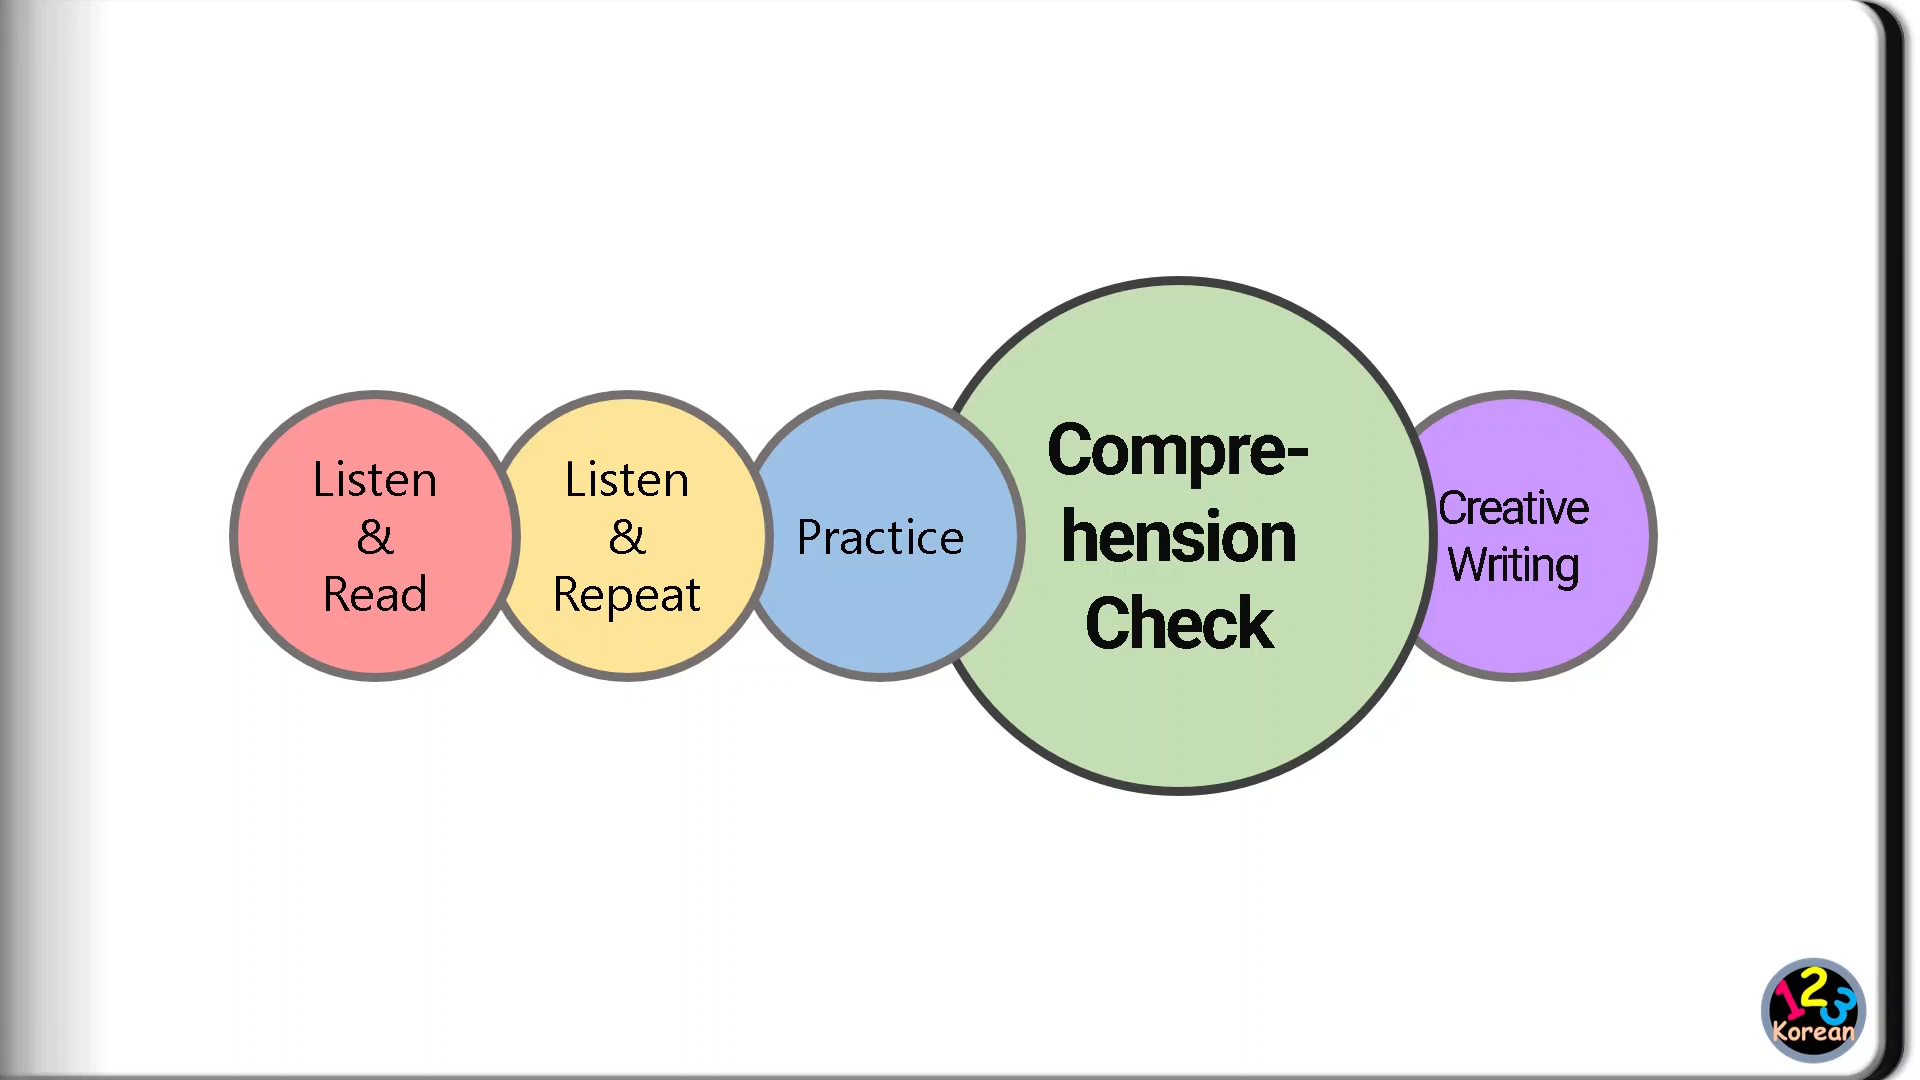 Listen
&
Read
Listen
&
Repeat
Practice
Compre-
hension
Check
Creative
Writing
123
Korean